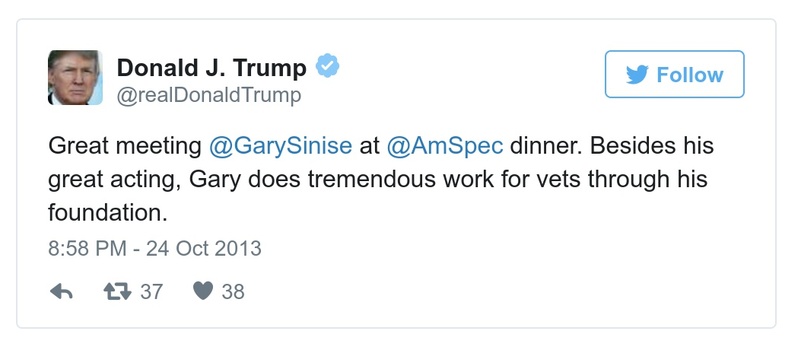 Donald J. Trump
@realDonaldTrump
Follow
Great meeting @GarySinise at @AmSpec dinner. Besides his
great acting, Gary does tremendous work for vets through his
foundation.
8:58 PM - 24 Oct 2013
37 38